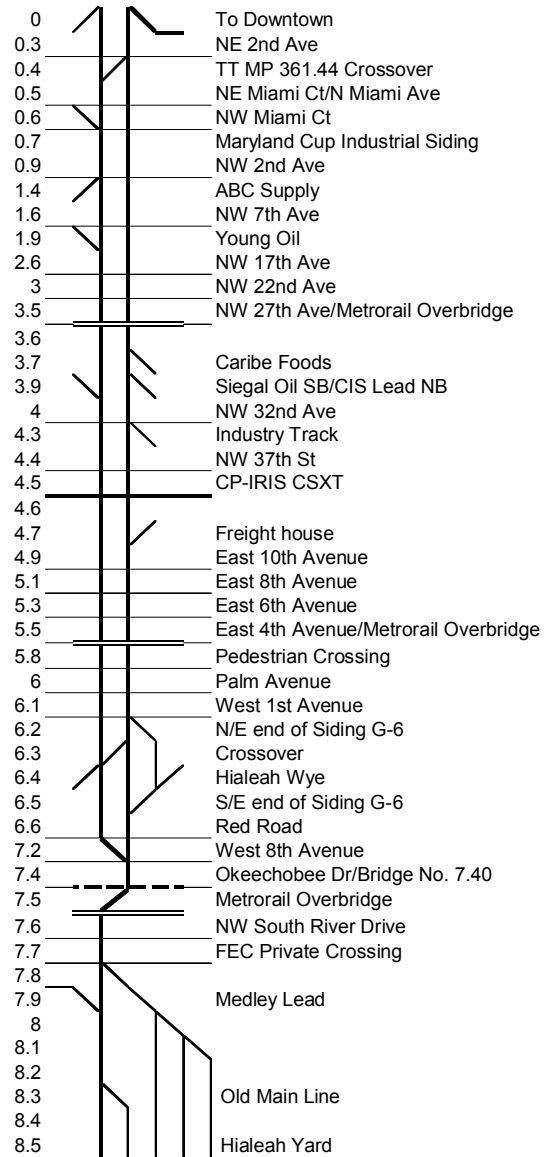 0 To Downtown
0.3 NE 2nd Ave
0.4 TT MP 361.44 Crossover
0.5 NE Miami Ct/N Miami Ave
0.6 NW Miami Ct
0.7 Maryland Cup Industrial Siding
0.9 NW 2nd Ave
1.4 ABC Supply
1.6 NW 7th Ave
1.9 Young Oil
2.6 NW 17th Ave
3 NW 22nd Ave
3.5 NW 27th Ave/Metrorail Overbridge
3.6
3.7 Caribe Foods
3.9 Siegal Oil SB/CIS Lead NB
4 NW 32nd Ave
4.3 Industry Track
4.4 NW 37th St
4.5 CP-IRIS CSXT
4.6
4.7 Freight house
4.9 East 10th Avenue
5.1 East 8th Avenue
5.3 East 6th Avenue
5.5 East 4th Avenue/Metrorail Overbridge
5.8 Pedestrian Crossing
6 Palm Avenue
6.1 West 1st Avenue
6.2 N/E end of Siding G-6
6.3 Crossover
6.4 Hialeah Wye
6.5 S/E end of Siding G-6
6.6 Red Road
7.2 West 8th Avenue
7.4 Okeechobee Dr/Bridge No. 7.40
7.5 Metrorail Overbridge
7.6 NW South River Drive
7.7 FEC Private Crossing
7.8
7.9 Medley Lead
8
8.1
8.2
8.3 Old Main Line
8.4
8.5 Hialeah Yard